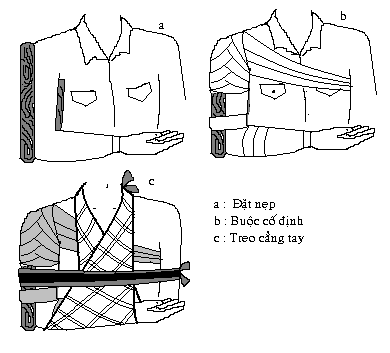 a
b
c
a : Đặt nẹp
b : Buộc cố định
c : Treo cẳng tay